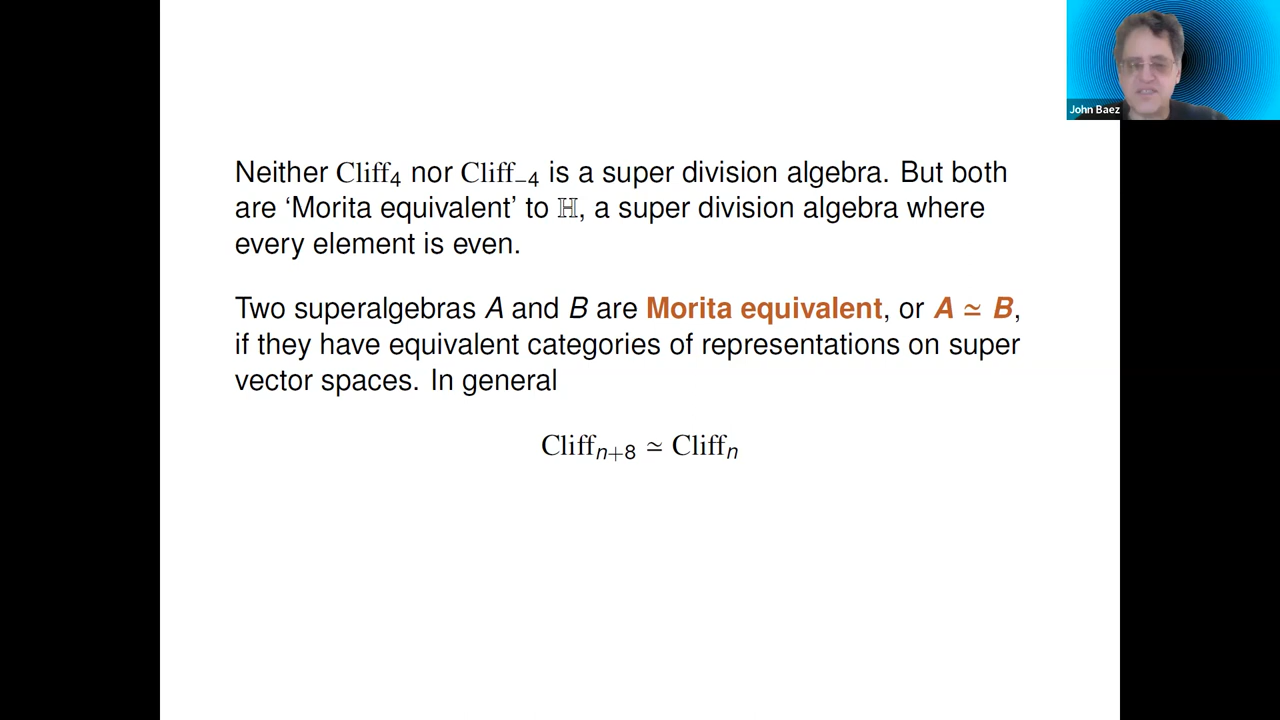 John Baez
Neither Cliff₄ nor Cliff₋₄ is a super division algebra. But both
are ‘Morita equivalent’ to ℍ, a super division algebra where
every element is even.
Two superalgebras A and B are Morita equivalent, or A ≃ B,
if they have equivalent categories of representations on super
vector spaces. In general
Cliffₙ₊₈ ≃ Cliffₙ